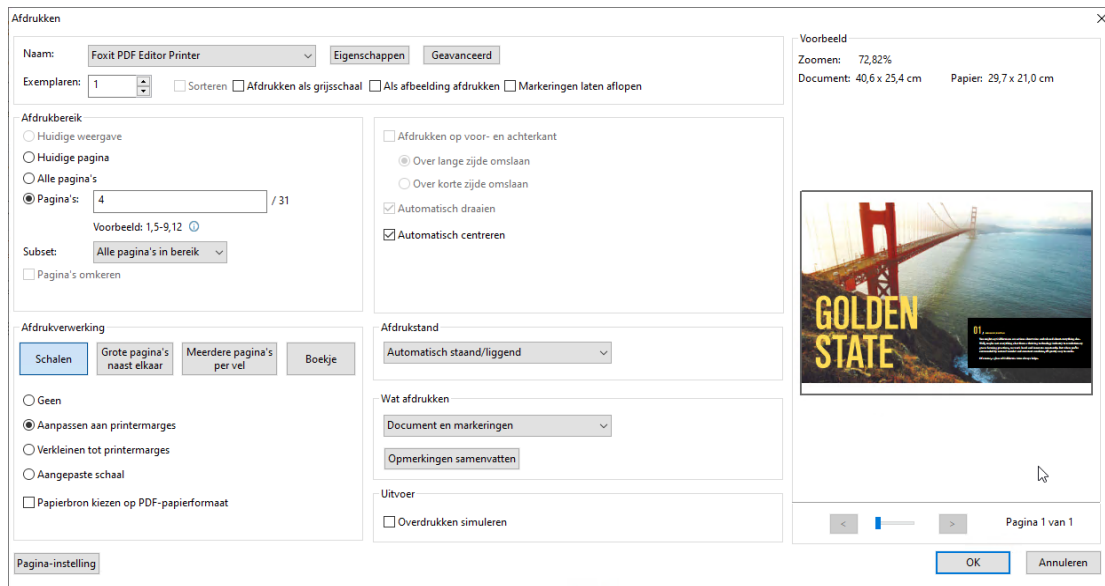 Afdrukken
Naam:
Foxit PDF Editor Printer
Eigenschappen
Geavanceerd
Exemplaren:
1
Sorteren
Afdrukken als grijsschaal
Als afbeelding afdrukken
Markeringen laten aflopen
Afdrukbereik
Huidige weergave
Huidige pagina
Alle pagina's
Pagina's:
4
/ 31
Voorbeeld: 1,5-9,12
Subset:
Alle pagina's in bereik
Pagina's omkeren
Afdrukken op voor- en achterkant
Over lange zijde omslaan
Over korte zijde omslaan
Automatisch draaien
Automatisch centreren
Afdrukverwerking
Schalen
Grote pagina's
naast elkaar
Meerdere pagina's
per vel
Boekje
Geen
Aanpassen aan printermarges
Verkleinen tot printermarges
Aangepaste schaal
Papierbron kiezen op PDF-papierformaat
Afdrukstand
Automatisch staand/liggend
Wat afdrukken
Document en markeringen
Opmerkingen samenvatten
Uitvoer
Overdrukken simuleren
Voorbeeld
Zoomen: 72,82%
Document: 40,6 x 25,4 cm Papier: 29,7 x 21,0 cm
GOLDEN
STATE
01
<
>
Pagina 1 van 1
Pagina-instelling
OK
Annuleren